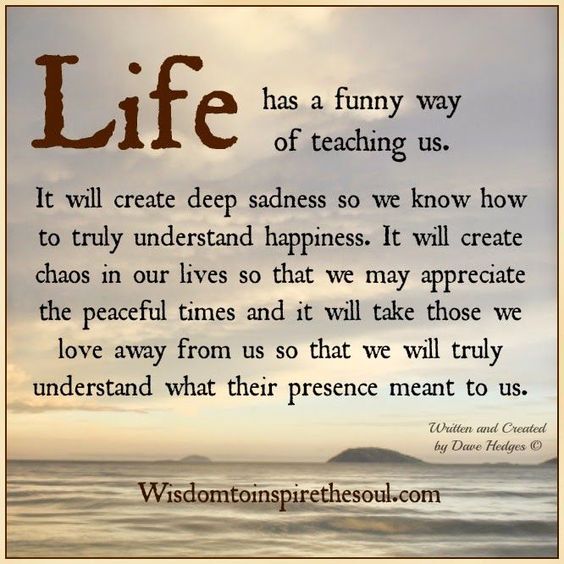 Life has a funny way
of teaching us.
It will create deep sadness so we know how
to truly understand happiness. It will create
chaos in our lives so that we may appreciate
the peaceful times and it will take those we
love away from us so that we will truly
understand what their presence meant to us.
Written and Created
by Dave Hedges ©
Wisdomtoinspirethesoul.com